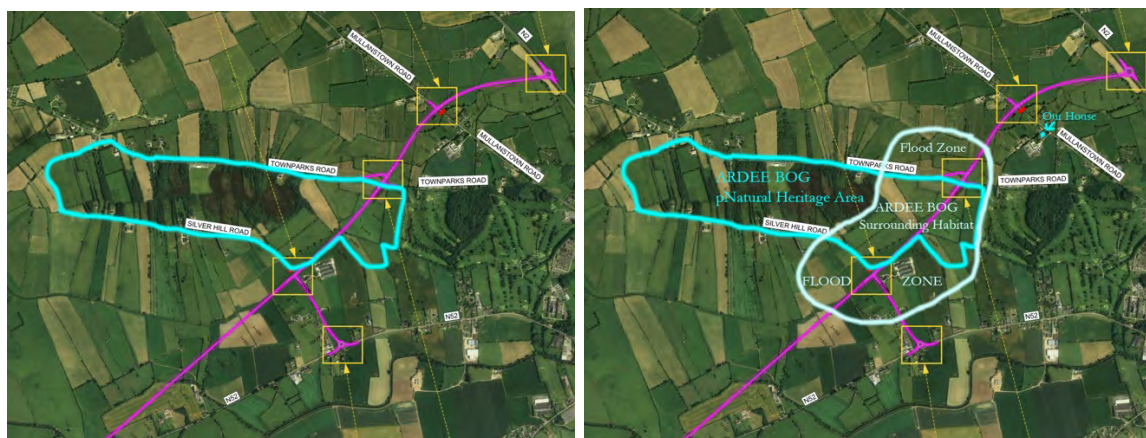 N2
MULLANSTOWN ROAD
MULLANSTOWN ROAD
TOWNPARKS ROAD
TOWNPARKS ROAD
SILVER HILL ROAD
N52
N52
N2
MULLANSTOWN ROAD
Our House
MULLANSTOWN ROAD
Flood Zone
TOWNPARKS ROAD
TOWNPARKS ROAD
ARDEE BOG
pNatural Heritage Area
ARDEE BOG
Surrounding Habitat
SILVER HILL ROAD
FLOOD ZONE
N52
N52